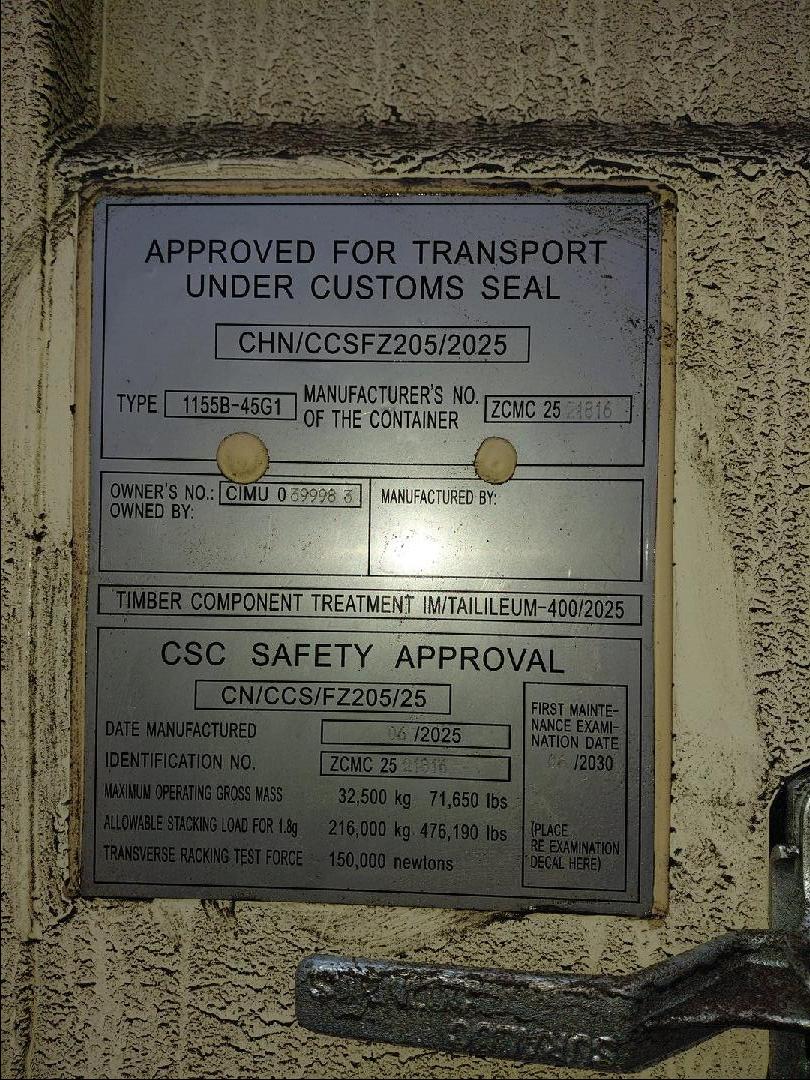 APPROVED FOR TRANSPORT
UNDER CUSTOMS SEAL
CHN/CCSFZ205/2025
TYPE 1155B-45G1 MANUFACTURER'S NO. OF THE CONTAINER ZCMC 25
OWNER'S NO.: CIMU 039998 3
OWNED BY:
MANUFACTURED BY:
TIMBER COMPONENT TREATMENT IM/TAILILEUM-400/2025
CSC SAFETY APPROVAL
CN/CCS/FZ205/25
DATE MANUFACTURED 06/2025
IDENTIFICATION NO. ZCMC 25
MAXIMUM OPERATING GROSS MASS 32,500 kg 71,650 lbs
ALLOWABLE STACKING LOAD FOR 1.8g 216,000 kg 476,190 lbs
TRANSVERSE RACKING TEST FORCE 150,000 newtons
FIRST MAINTE-
NANCE EXAMI-
NATION DATE
06/2030
(PLACE
RE EXAMINATION
DECAL HERE)